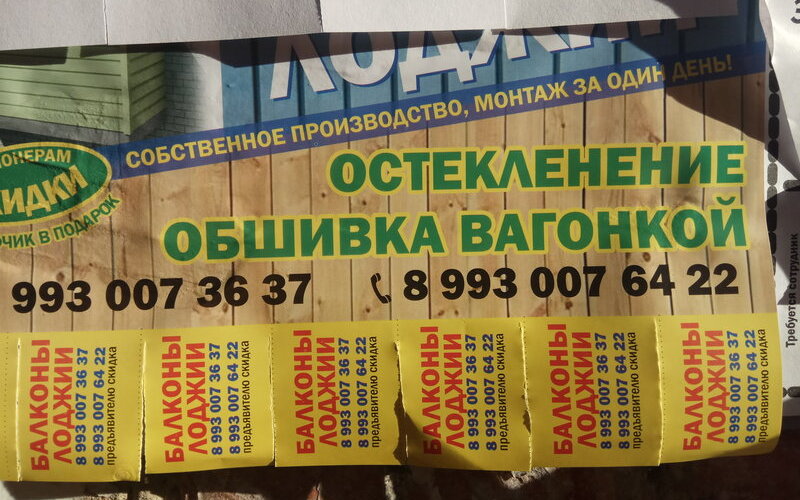 ЛОДЖИИ
СОБСТВЕННОЕ ПРОИЗВОДСТВО, МОНТАЖ ЗА ОДИН ДЕНЬ!
ОСТЕКЛЕНЕНИЕ
ОБШИВКА ВАГОНКОЙ
993 007 36 37
8 993 007 64 22
БАЛКОНЫ
ЛОДЖИИ
8 993 007 36 37
8 993 007 64 22
предъявителю скидка
БАЛКОНЫ
ЛОДЖИИ
8 993 007 36 37
8 993 007 64 22
предъявителю скидка
БАЛКОНЫ
ЛОДЖИИ
8 993 007 36 37
8 993 007 64 22
предъявителю скидка
БАЛКОНЫ
ЛОДЖИИ
8 993 007 36 37
8 993 007 64 22
предъявителю скидка
БАЛКОНЫ
ЛОДЖИИ
8 993 007 36 37
8 993 007 64 22
предъявителю скидка
БАЛКОНЫ
ЛОДЖИИ
8 993 007 36 37
8 993 007 64 22
предъявителю скидка
Требуется сотрудник